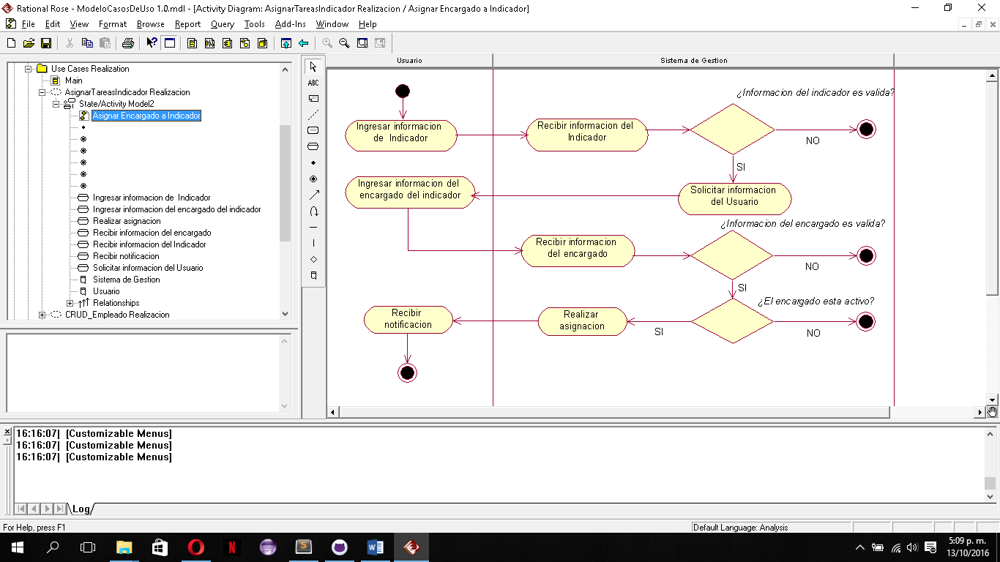 Rational Rose - ModeloCasosDeUso 1.0.mdl - [Activity Diagram: AsignarTareasIndicador Realizacion / Asignar Encargado a Indicador]
File Edit View Format Browse Report Query Tools Add-Ins Window Help
Use Cases Realization
Main
AsignarTareasIndicador Realizacion
State/Activity Model2
Asignar Encargado a Indicador
Ingresar informacion de Indicador
Ingresar informacion del encargado del indicador
Realizar asignacion
Recibir informacion del encargado
Recibir informacion del Indicador
Recibir notificacion
Solicitar informacion del Usuario
Sistema de Gestion
Usuario
Relationships
CRUD_Empleado Realizacion
ABC
Usuario
Sistema de Gestion
¿Informacion del indicador es valida?
Ingresar informacion
de Indicador
Recibir informacion del
Indicador
NO
SI
Ingresar informacion del
encargado del indicador
Solicitar informacion
del Usuario
¿Informacion del encargado es valida?
Recibir informacion
del encargado
NO
SI
¿El encargado esta activo?
Recibir
notificacion
Realizar
asignacion
SI
NO
16:16:07| [Customizable Menus]
16:16:07| [Customizable Menus]
16:16:07| [Customizable Menus]
Log
For Help, press F1
Default Language: Analysis
5:09 p. m.
13/10/2016